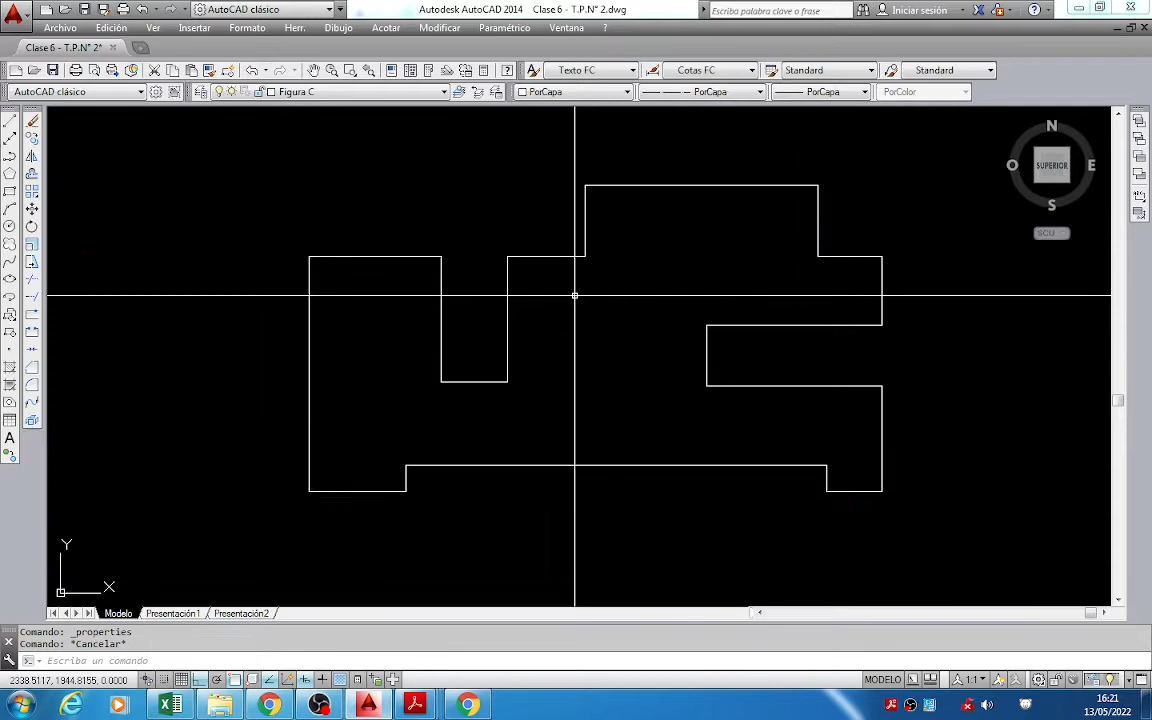 AutoCAD clásico
Autodesk AutoCAD 2014 Clase 6 - T.P.N° 2.dwg
Escriba palabra clave o frase
Iniciar sesión
Archivo Edición Ver Insertar Formato Herr. Dibujo Acotar Modificar Paramétrico Ventana ?
Clase 6 - T.P.N° 2*
Texto FC Cotas FC Standard Standard
AutoCAD clásico Figura C PorCapa PorCapa PorCapa PorColor
N
O SUPERIOR E
S
SCU
Y
X
Modelo Presentación1 Presentación2
Comando: _properties
Comando: *Cancelar*
Escriba un comando
2338.5117, 1944.8155, 0.0000 MODELO 1:1
16:21
13/05/2022